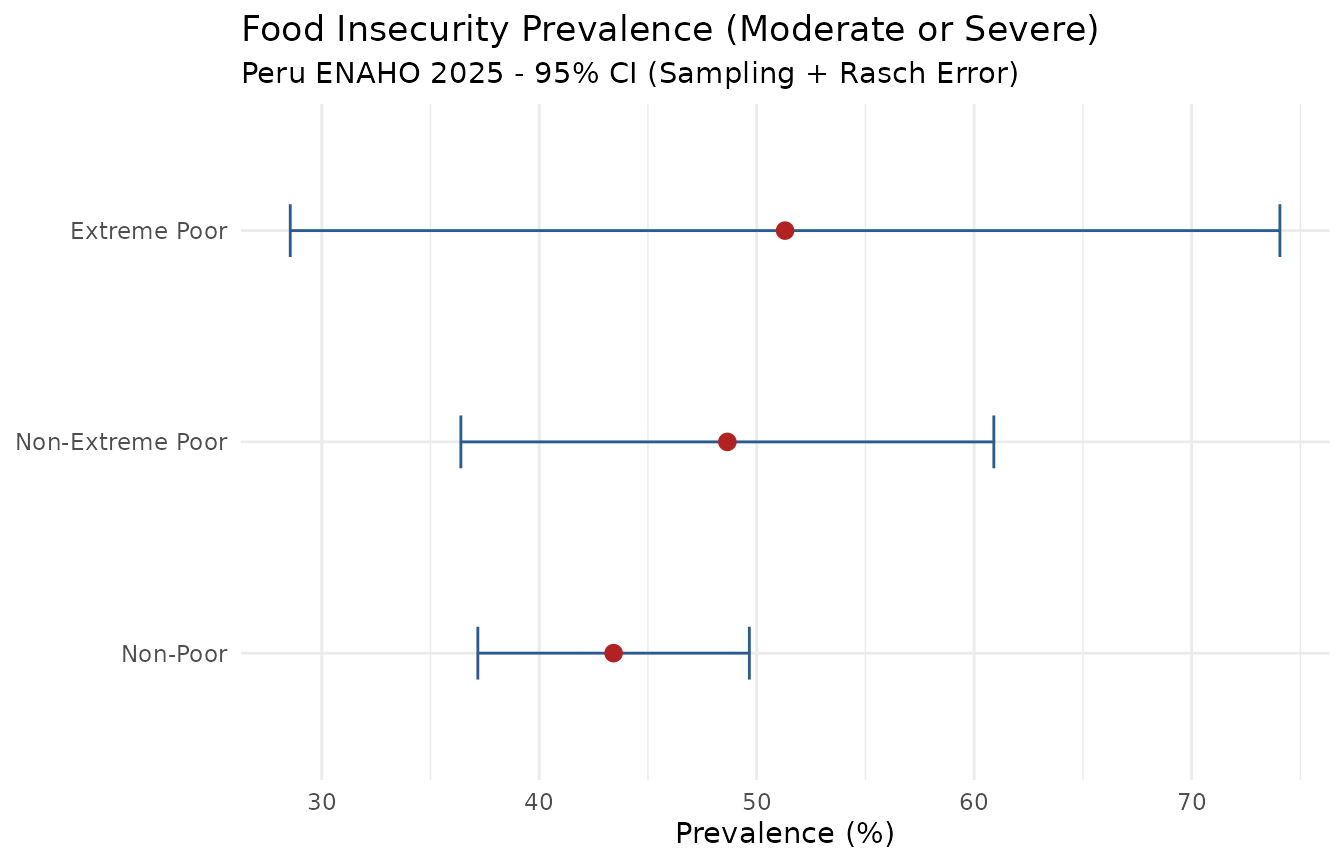 Food Insecurity Prevalence (Moderate or Severe)
Peru ENAHO 2025 - 95% CI (Sampling + Rasch Error)
Extreme Poor
Non-Extreme Poor
Non-Poor
30 40 50 60 70
Prevalence (%)